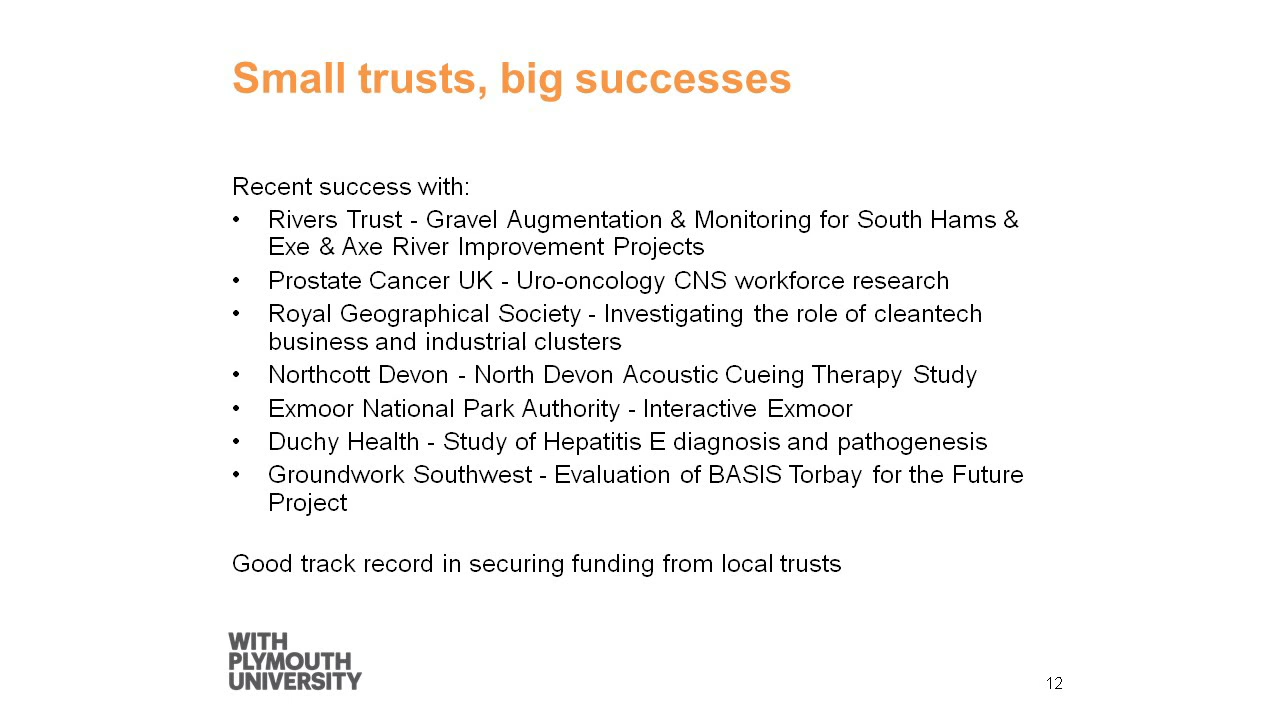 Small trusts, big successes
Recent success with:
• Rivers Trust - Gravel Augmentation & Monitoring for South Hams &
Exe & Axe River Improvement Projects
• Prostate Cancer UK - Uro-oncology CNS workforce research
• Royal Geographical Society - Investigating the role of cleantech
business and industrial clusters
• Northcott Devon - North Devon Acoustic Cueing Therapy Study
• Exmoor National Park Authority - Interactive Exmoor
• Duchy Health - Study of Hepatitis E diagnosis and pathogenesis
• Groundwork Southwest - Evaluation of BASIS Torbay for the Future
Project
Good track record in securing funding from local trusts
WITH
PLYMOUTH
UNIVERSITY
12